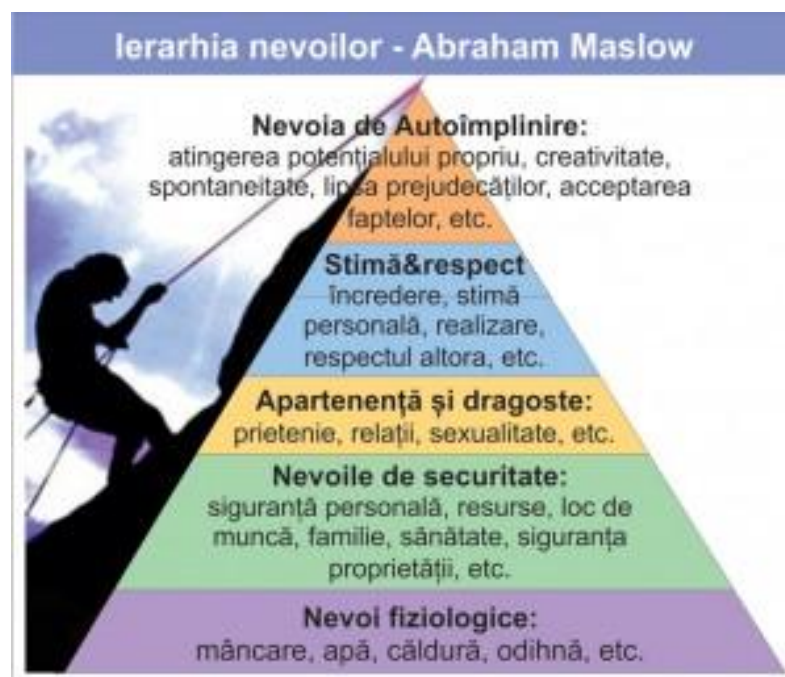 Ierarhia nevoilor - Abraham Maslow
Nevoia de Autoîmplinire:
atingerea potențialului propriu, creativitate,
spontaneitate, lipsa prejudecăților, acceptarea
faptelor, etc.
Stimă&respect
încredere, stimă
personală, realizare,
respectul altora, etc.
Apartenență și dragoste:
prietenie, relații, sexualitate, etc.
Nevoile de securitate:
siguranță personală, resurse, loc de
muncă, familie, sănătate, siguranța
proprietății, etc.
Nevoi fiziologice:
mâncare, apă, căldură, odihnă, etc.